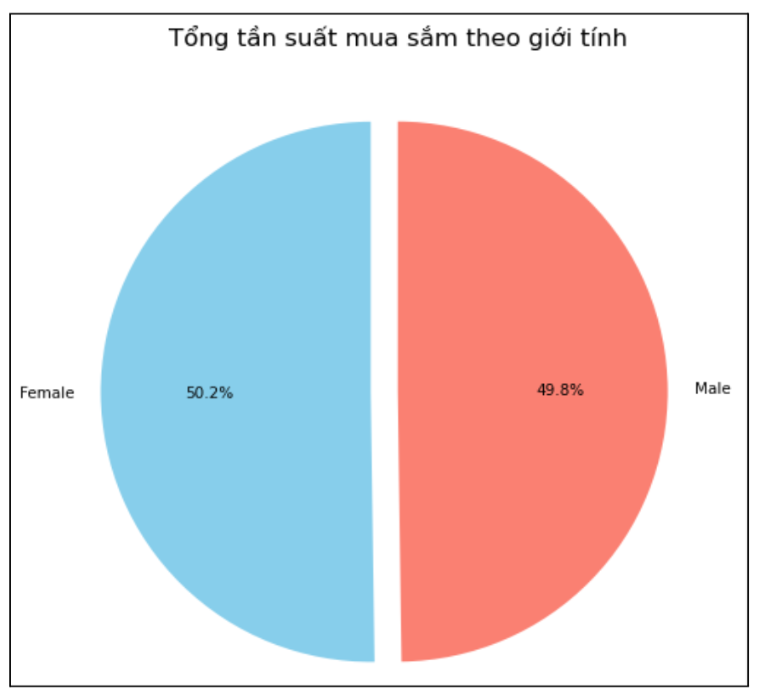 Tổng tần suất mua sắm theo giới tính
Female
50.2%
49.8%
Male